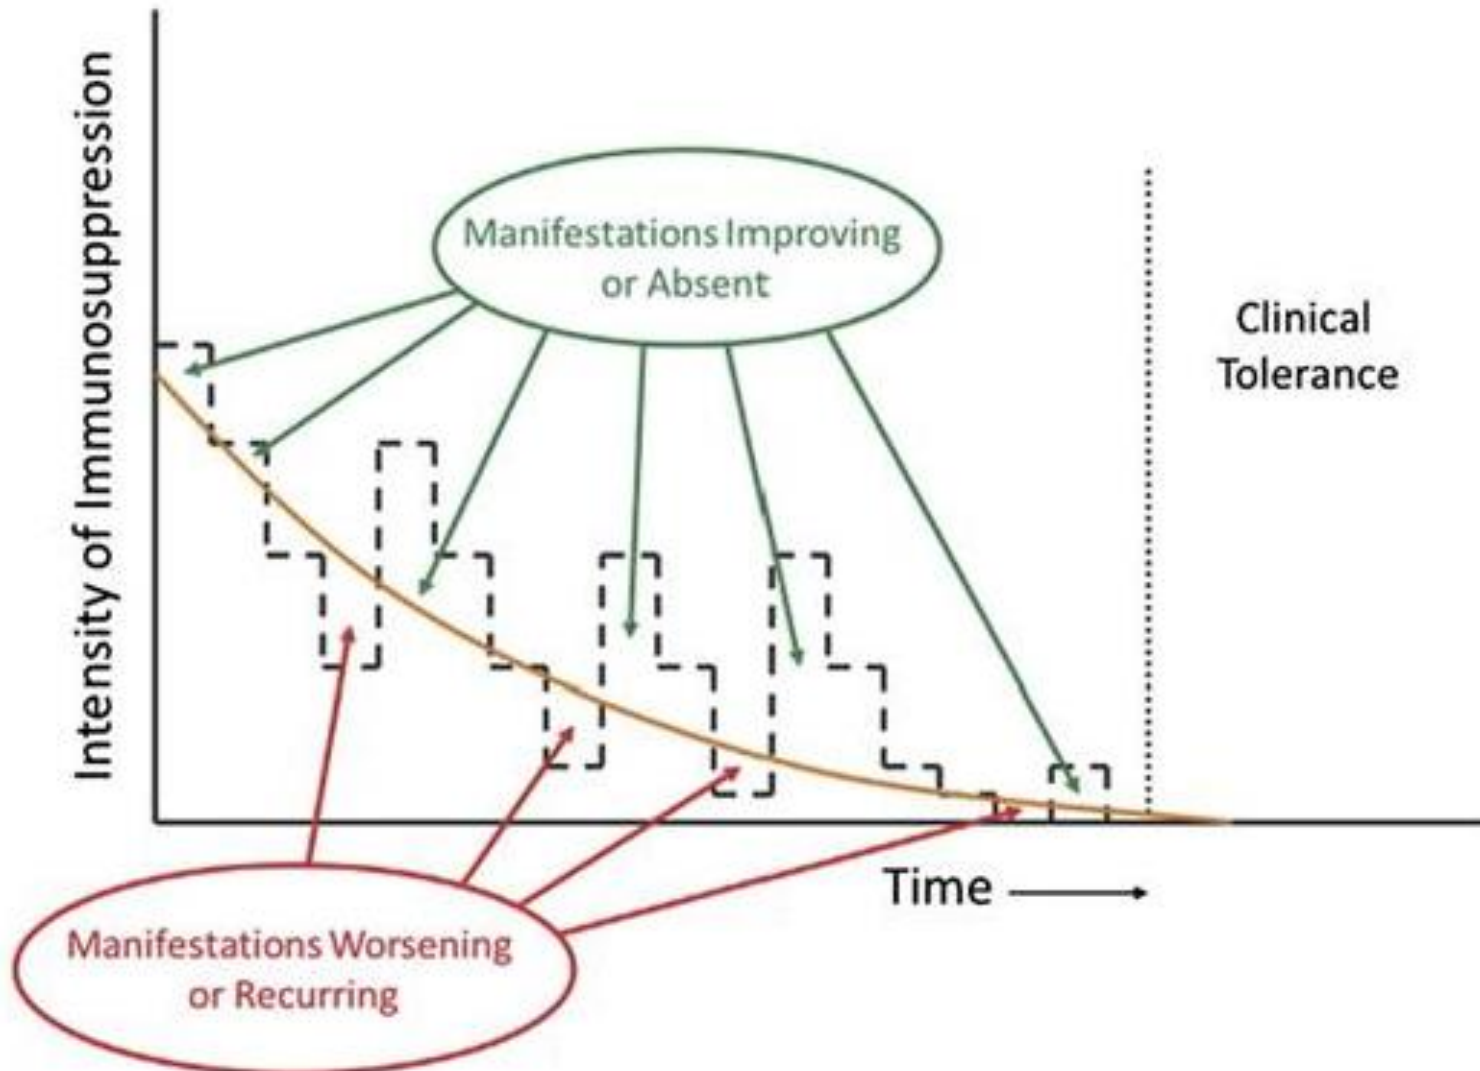 Intensity of Immunosuppression
Manifestations Improving
or Absent
Clinical
Tolerance
Time
Manifestations Worsening
or Recurring